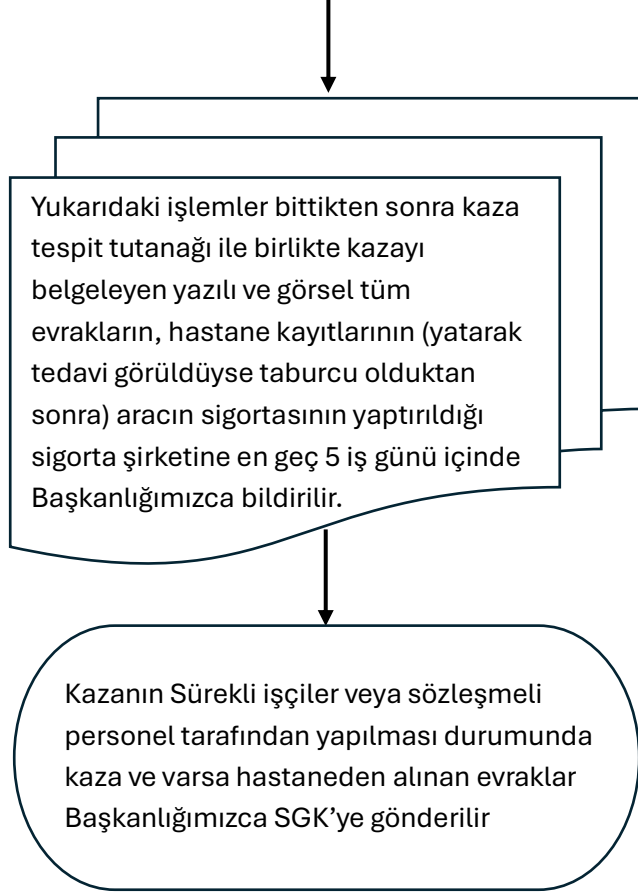 Yukarıdaki işlemler bittikten sonra kaza
tespit tutanağı ile birlikte kazayı
belgeleyen yazılı ve görsel tüm
evrakların, hastane kayıtlarının (yatarak
tedavi görüldüyse taburcu olduktan
sonra) aracın sigortasının yaptırıldığı
sigorta şirketine en geç 5 iş günü içinde
Başkanlığımızca bildirilir.
Kazanın Sürekli işçiler veya sözleşmeli
personel tarafından yapılması durumunda
kaza ve varsa hastaneden alınan evraklar
Başkanlığımızca SGK’ye gönderilir